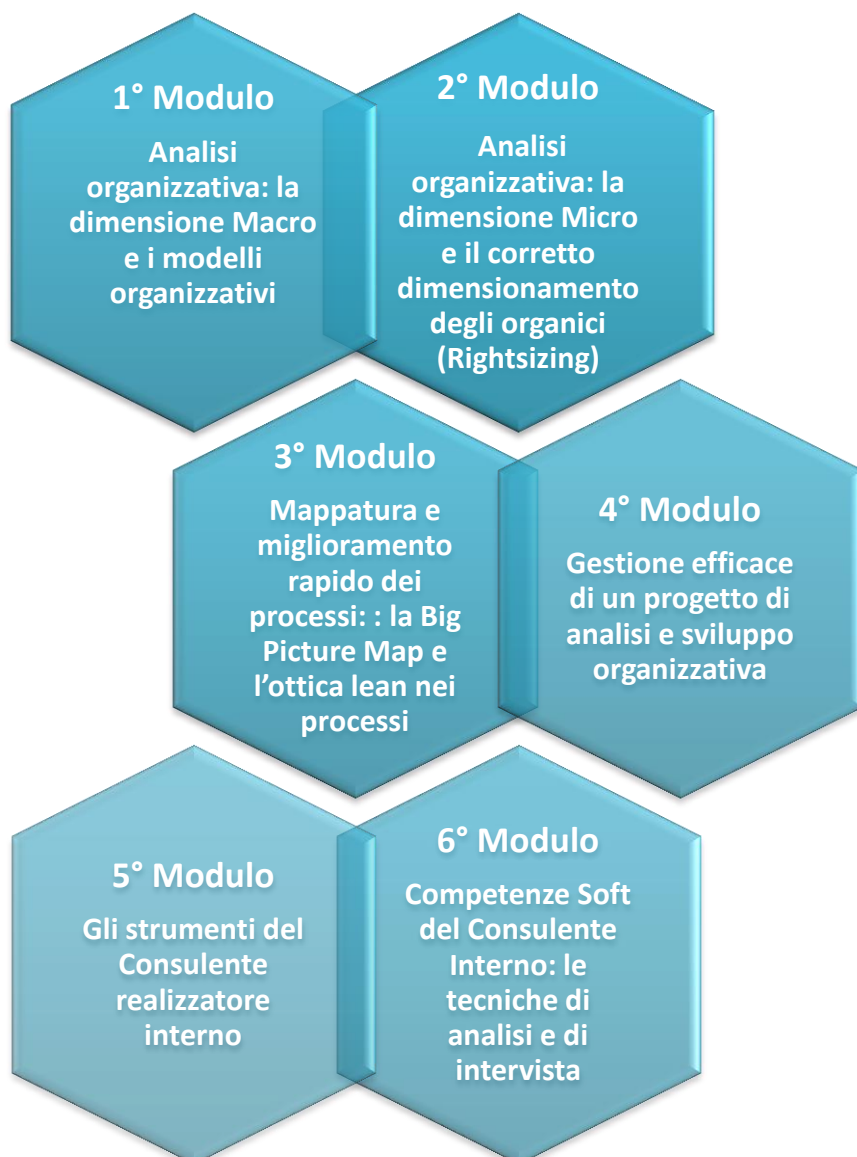 1° Modulo
Analisi
organizzativa: la
dimensione Macro
e i modelli
organizzativi
2° Modulo
Analisi
organizzativa: la
dimensione Micro
e il corretto
dimensionamento
degli organici
(Rightsizing)
3° Modulo
Mappatura e
miglioramento
rapido dei
processi: : la Big
Picture Map e
l’ottica lean nei
processi
4° Modulo
Gestione efficace
di un progetto di
analisi e sviluppo
organizzativa
5° Modulo
Gli strumenti del
Consulente
realizzatore
interno
6° Modulo
Competenze Soft
del Consulente
Interno: le
tecniche di
analisi e di
intervista